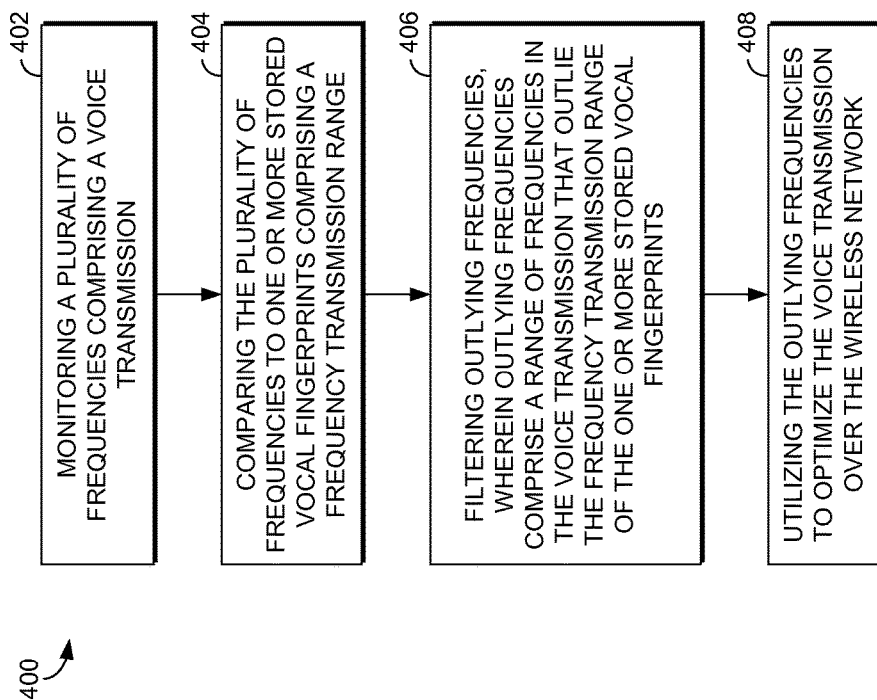 400
402
MONITORING A PLURALITY OF
FREQUENCIES COMPRISING A VOICE
TRANSMISSION
404
COMPARING THE PLURALITY OF
FREQUENCIES TO ONE OR MORE STORED
VOCAL FINGERPRINTS COMPRISING A
FREQUENCY TRANSMISSION RANGE
406
FILTERING OUTLYING FREQUENCIES,
WHEREIN OUTLYING FREQUENCIES
COMPRISE A RANGE OF FREQUENCIES IN
THE VOICE TRANSMISSION THAT OUTLIE
THE FREQUENCY TRANSMISSION RANGE
OF THE ONE OR MORE STORED VOCAL
FINGERPRINTS
408
UTILIZING THE OUTLYING FREQUENCIES
TO OPTIMIZE THE VOICE TRANSMISSION
OVER THE WIRELESS NETWORK